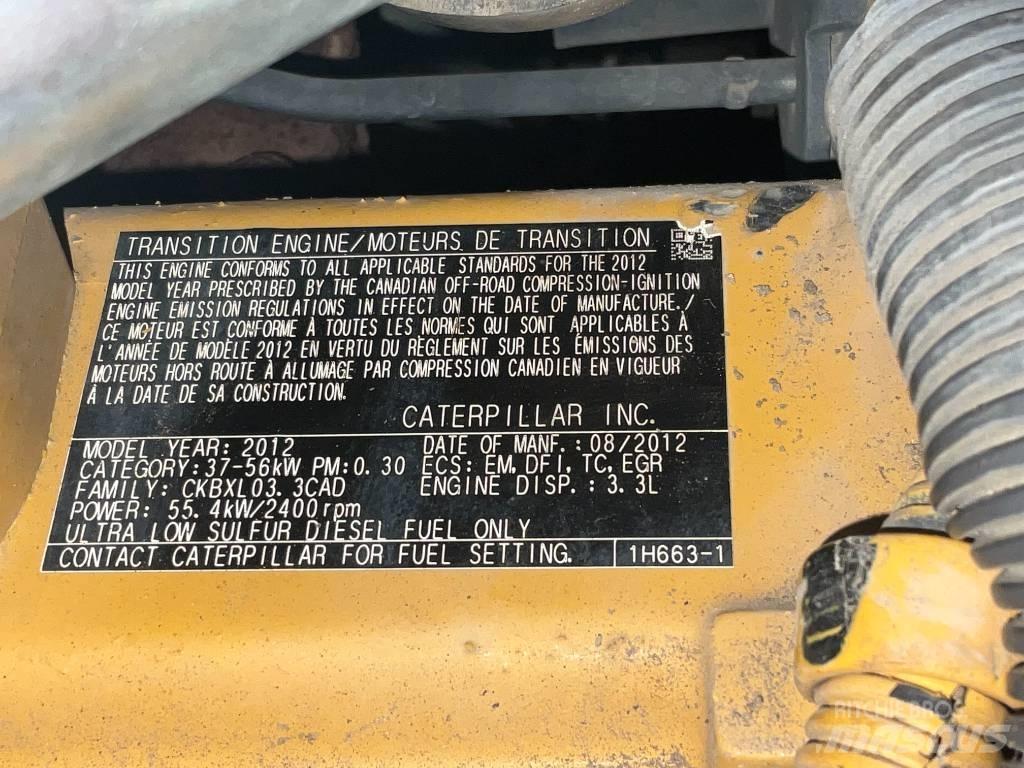 TRANSITION ENGINE/MOTEURS DE TRANSITION
THIS ENGINE CONFORMS TO ALL APPLICABLE STANDARDS FOR THE 2012
MODEL YEAR PRESCRIBED BY THE CANADIAN OFF-ROAD COMPRESSION-IGNITION
ENGINE EMISSION REGULATIONS IN EFFECT ON THE DATE OF MANUFACTURE./
CE MOTEUR EST CONFORME À TOUTES LES NORMES QUI SONT APPLICABLES À
L'ANNÉE DE MODÈLE 2012 EN VERTU DU RÈGLEMENT SUR LES ÉMISSIONS DES
MOTEURS HORS ROUTE À ALLUMAGE PAR COMPRESSION CANADIEN EN VIGUEUR
À LA DATE DE SA CONSTRUCTION.
CATERPILLAR INC.
MODEL YEAR: 2012 DATE OF MANF.: 08/2012
CATEGORY: 37-56kW PM: 0.30 ECS: EM, DFI, TC, EGR
FAMILY: CKBXL03.3CAD ENGINE DISP.: 3.3L
POWER: 55.4kW/2400rpm
ULTRA LOW SULFUR DIESEL FUEL ONLY
CONTACT CATERPILLAR FOR FUEL SETTING. 1H663-1
RITCHIE BROS
MASCUS